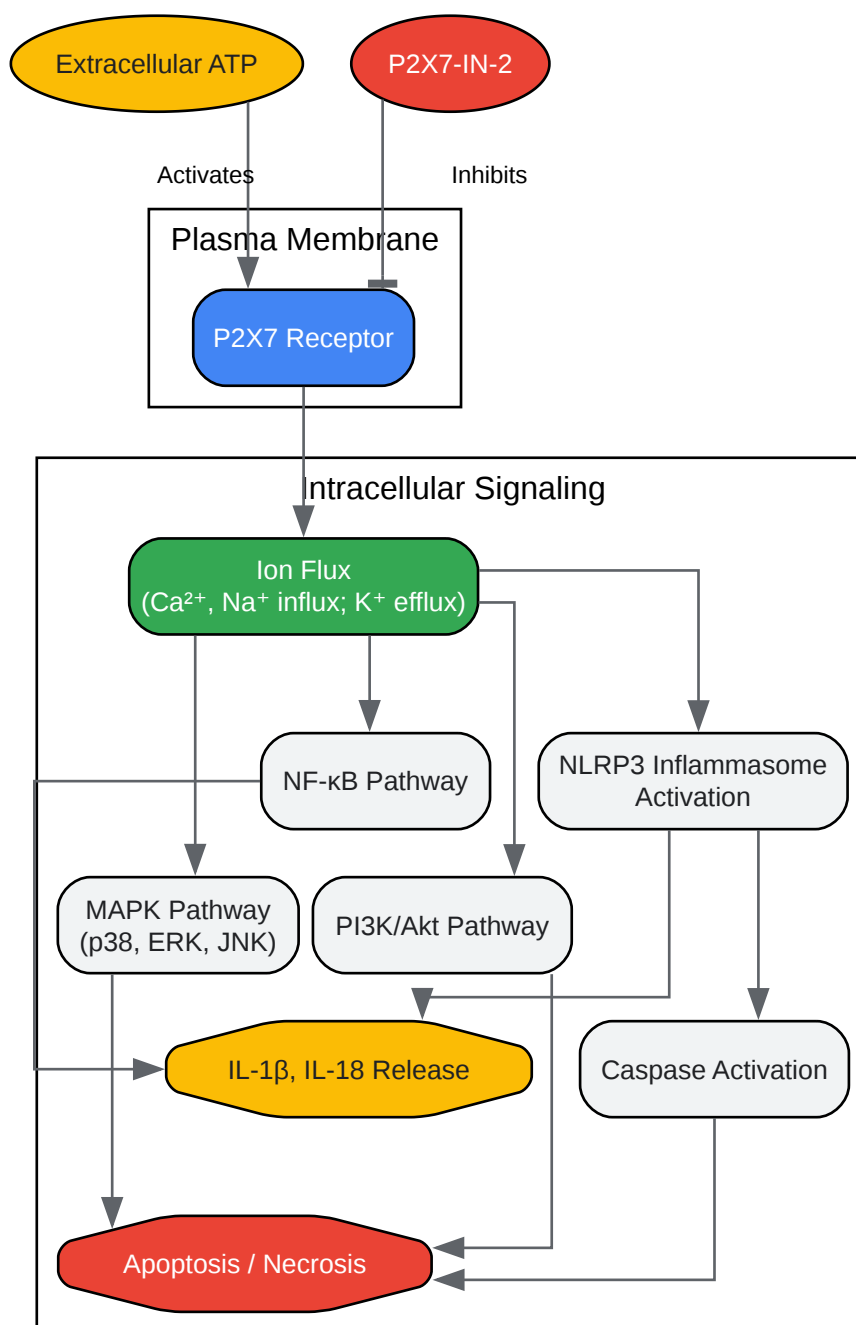 Extracellular ATP
P2X7-IN-2
Activates
Inhibits
Plasma Membrane
P2X7 Receptor
Intracellular Signaling
Ion Flux
(Ca²⁺, Na⁺ influx; K⁺ efflux)
NF-κB Pathway
NLRP3 Inflammasome
Activation
MAPK Pathway
(p38, ERK, JNK)
PI3K/Akt Pathway
IL-1β, IL-18 Release
Caspase Activation
Apoptosis / Necrosis